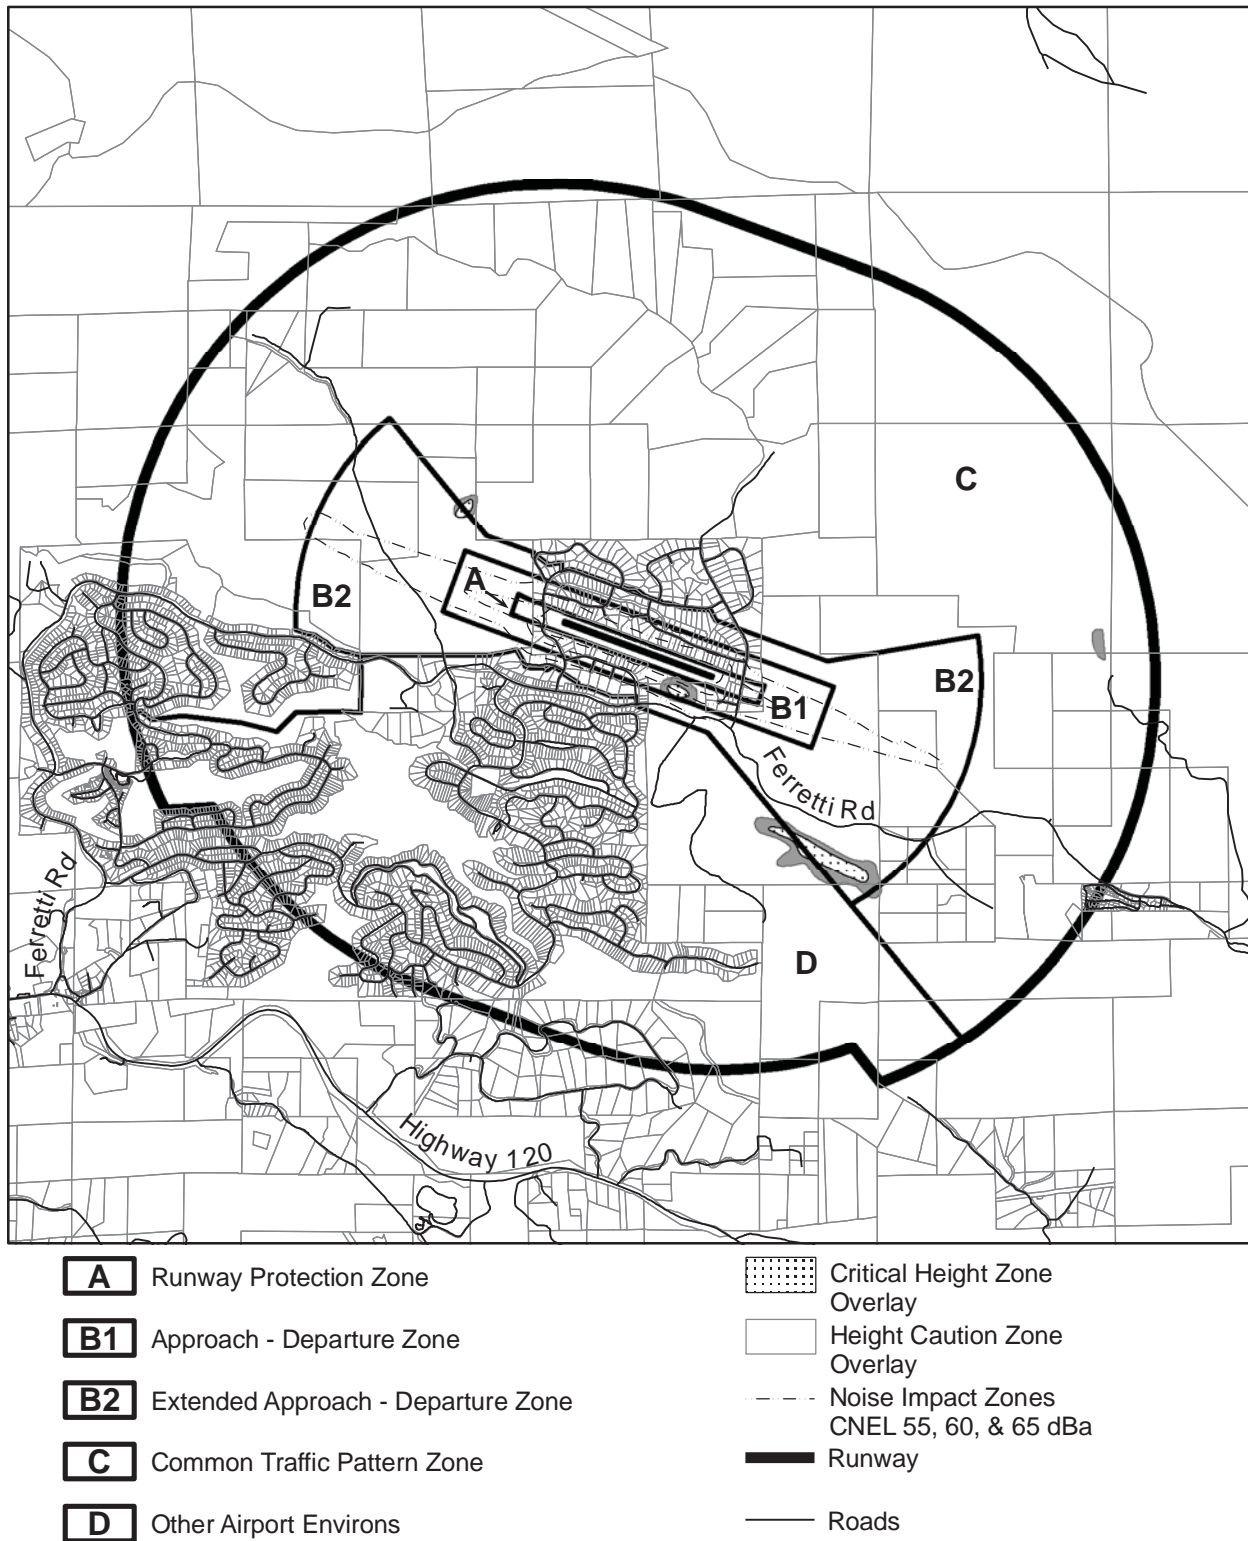 C
A
B2
B2
B1
Ferretti Rd
Ferretti Rd
D
Highway 120
A Runway Protection Zone
B1 Approach - Departure Zone
B2 Extended Approach - Departure Zone
C Common Traffic Pattern Zone
D Other Airport Environs
Critical Height Zone
Overlay
Height Caution Zone
Overlay
Noise Impact Zones
CNEL 55, 60, & 65 dBa
Runway
Roads